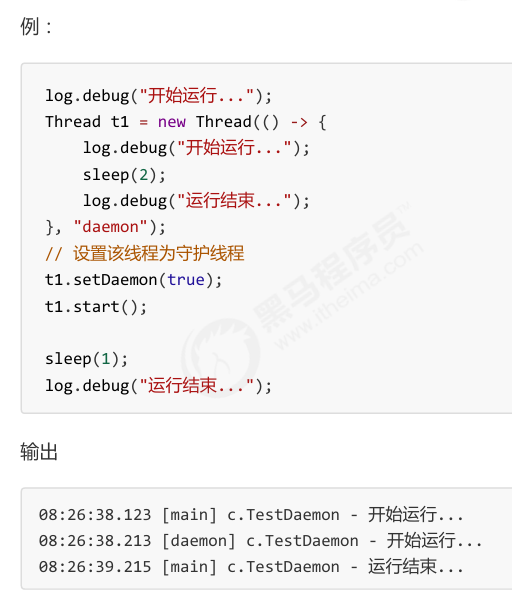 例：
log.debug("开始运行...");
Thread t1 = new Thread(() -> {
    log.debug("开始运行...");
    sleep(2);
    log.debug("运行结束...");
}, "daemon");
// 设置该线程为守护线程
t1.setDaemon(true);
t1.start();
黑马程序员™
www.itheima.com
sleep(1);
log.debug("运行结束...");
输出
08:26:38.123 [main] c.TestDaemon - 开始运行...
08:26:38.213 [daemon] c.TestDaemon - 开始运行...
08:26:39.215 [main] c.TestDaemon - 运行结束...